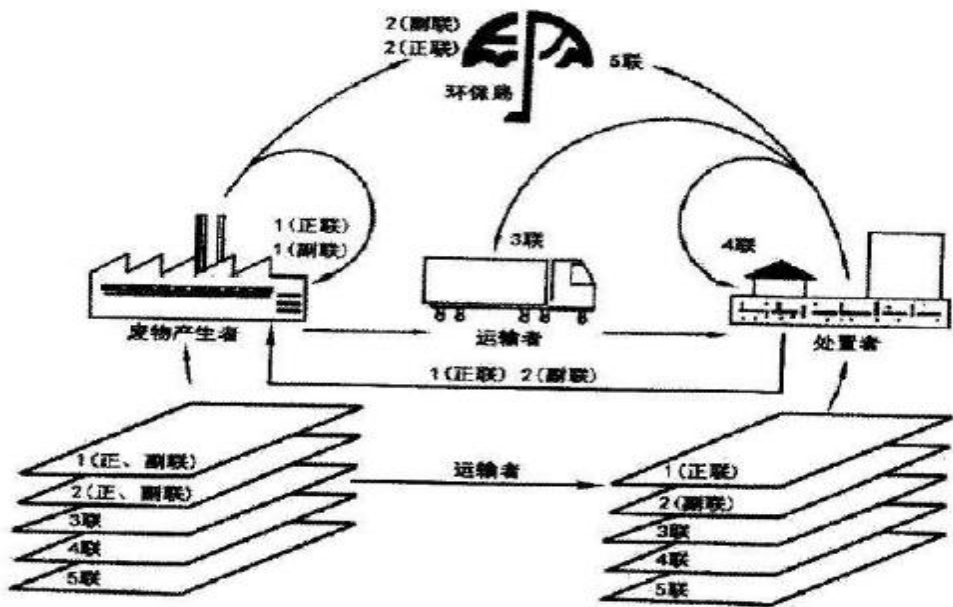 2(副联)
2(正联)
5联
环保局
1(正联)
1(副联)
3联
4联
废物产生者
运输者
处置者
1(正联) 2(副联)
1(正、副联)
2(正、副联)
3联
4联
5联
运输者
1(正联)
2(副联)
3联
4联
5联